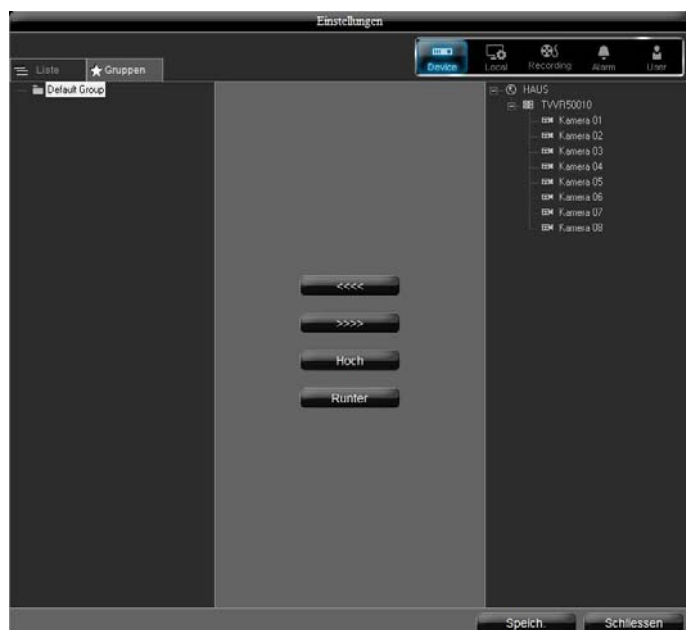 Einstellungen
Liste
Gruppen
Device
Local
Recording
Alarm
User
Default Group
HAUS
TVVR50010
Kamera 01
Kamera 02
Kamera 03
Kamera 04
Kamera 05
Kamera 06
Kamera 07
Kamera 08
<<<<
>>>>
Hoch
Runter
Speich.
Schliessen